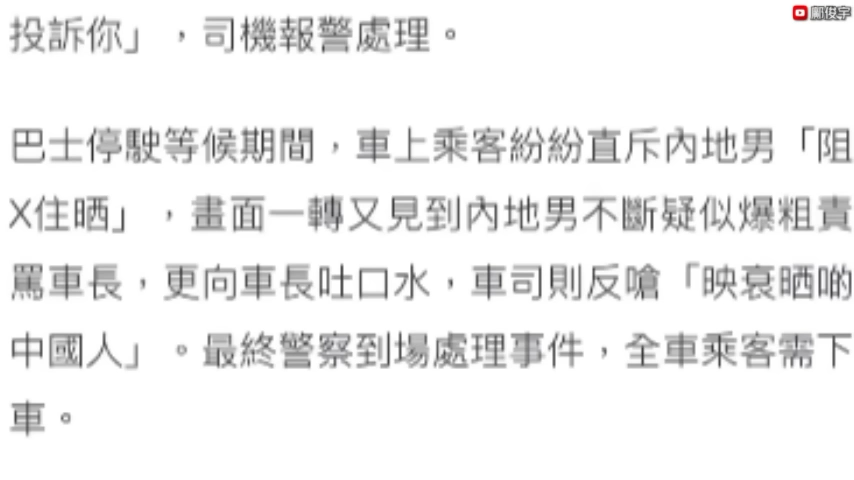 鄺俊宇
投訴你」，司機報警處理。
巴士停駛等候期間，車上乘客紛紛直斥內地男「阻
X住晒」，畫面一轉又見到內地男不斷疑似爆粗責
罵車長，更向車長吐口水，車司則反嗆「映衰晒啲
中國人」。最終警察到場處理事件，全車乘客需下
車。